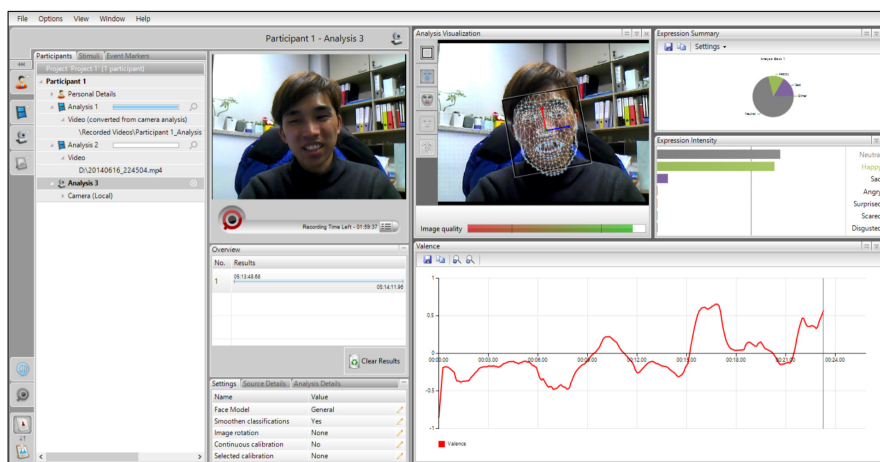 File Options View Window Help
Participant 1 - Analysis 3
Participants Stimuli Event Markers
Project 'Project 1' (1 participant)
Participant 1
Personal Details
Analysis 1
Video (converted from camera analysis)
\Recorded Videos\Participant 1_Analysis
Analysis 2
Video
D:\20140616_224504.mp4
Analysis 3
Camera (Local)
Recording Time Left - 01:59:37
Overview
No. Results
1 05:13:48.68
05:14:11.96
Clear Results
Settings Source Details Analysis Details
Name Value
Face Model General
Smoothen classifications Yes
Image rotation None
Continuous calibration No
Selected calibration None
Analysis Visualization
Image quality
Expression Summary
Settings
Happy
Sad
Other
Neutral
Expression Intensity
Neutra
Happy
Sad
Angry
Surprised
Scared
Disgusted
Valence
1
0.5
0
-0.5
-1
00:00.00 00:03.00 00:06.00 00:09.00 00:12.00 00:15.00 00:18.00 00:21.00 00:24.00
Valence